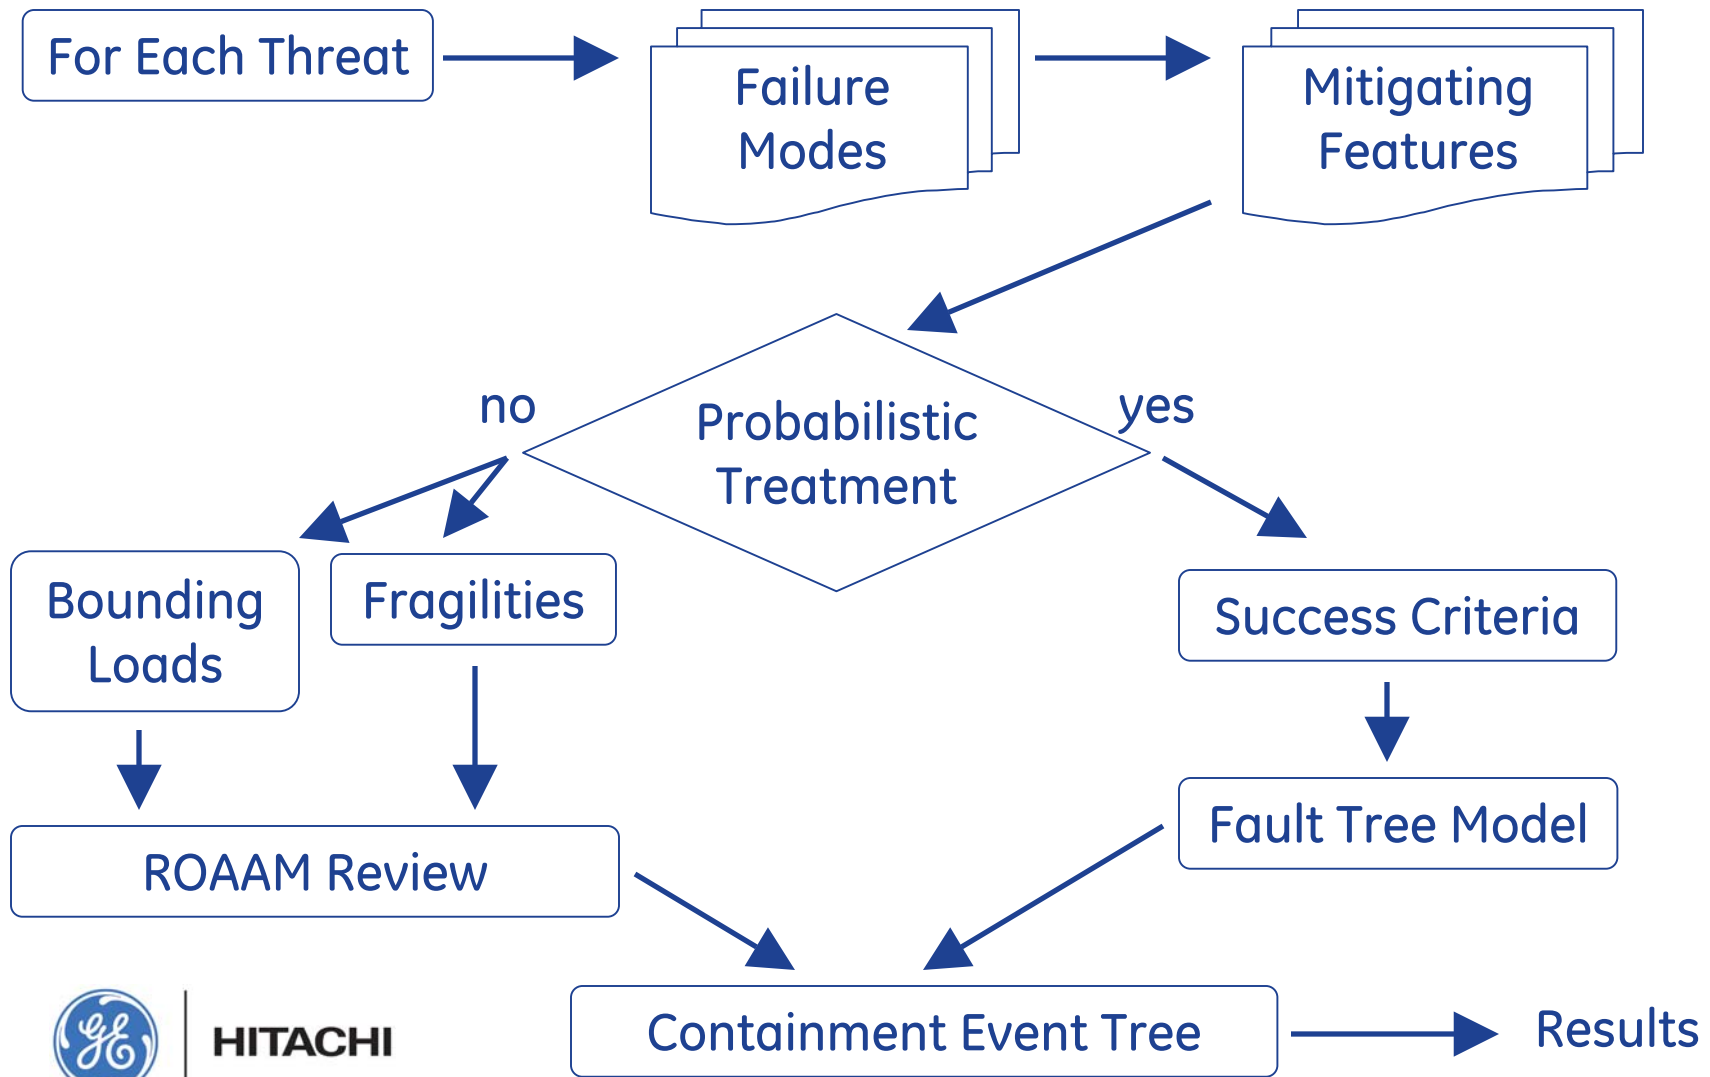 For Each Threat
Failure
Modes
Mitigating
Features
no
Probabilistic
Treatment
yes
Bounding
Loads
Fragilities
Success Criteria
ROAAM Review
Fault Tree Model
GE
HITACHI
Containment Event Tree
Results